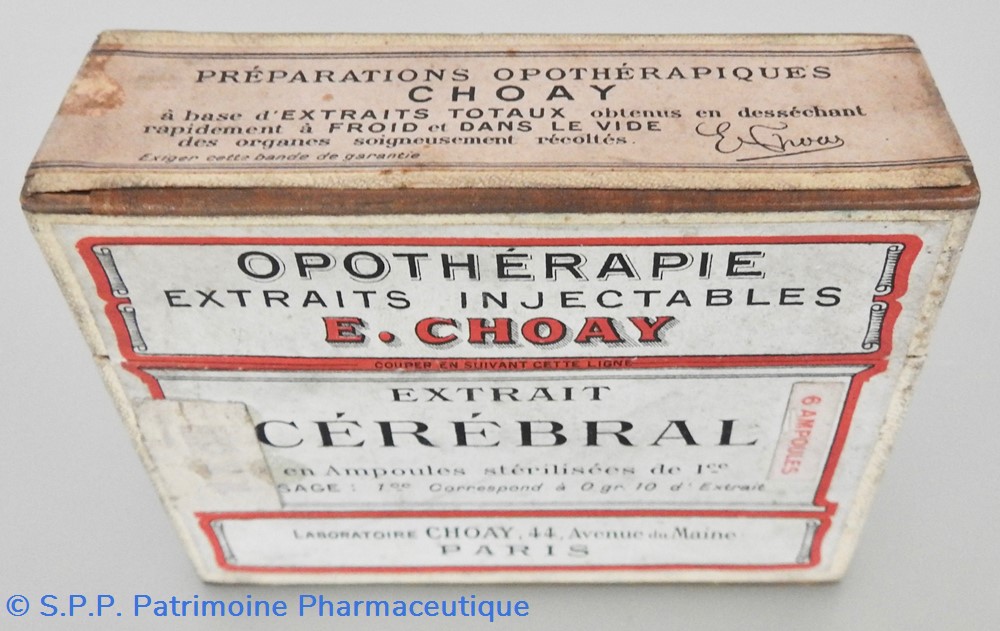 PRÉPARATIONS OPOTHÉRAPIQUES
CHOAY
à base d'EXTRAITS TOTAUX obtenus en desséchant
rapidement à FROID et DANS LE VIDE
des organes soigneusement récoltés.
E. Choay
Exiger cette bande de garantie
OPOTHÉRAPIE
EXTRAITS INJECTABLES
E. CHOAY
COUPER EN SUIVANT CETTE LIGNE
EXTRAIT
CÉRÉBRAL
6 AMPOULES
en Ampoules stérilisées de 1cc
SAGE : 1cc Correspond à 0 gr. 10 d'Extrait
LABORATOIRE CHOAY, 44, Avenue du Maine
PARIS
© S.P.P. Patrimoine Pharmaceutique